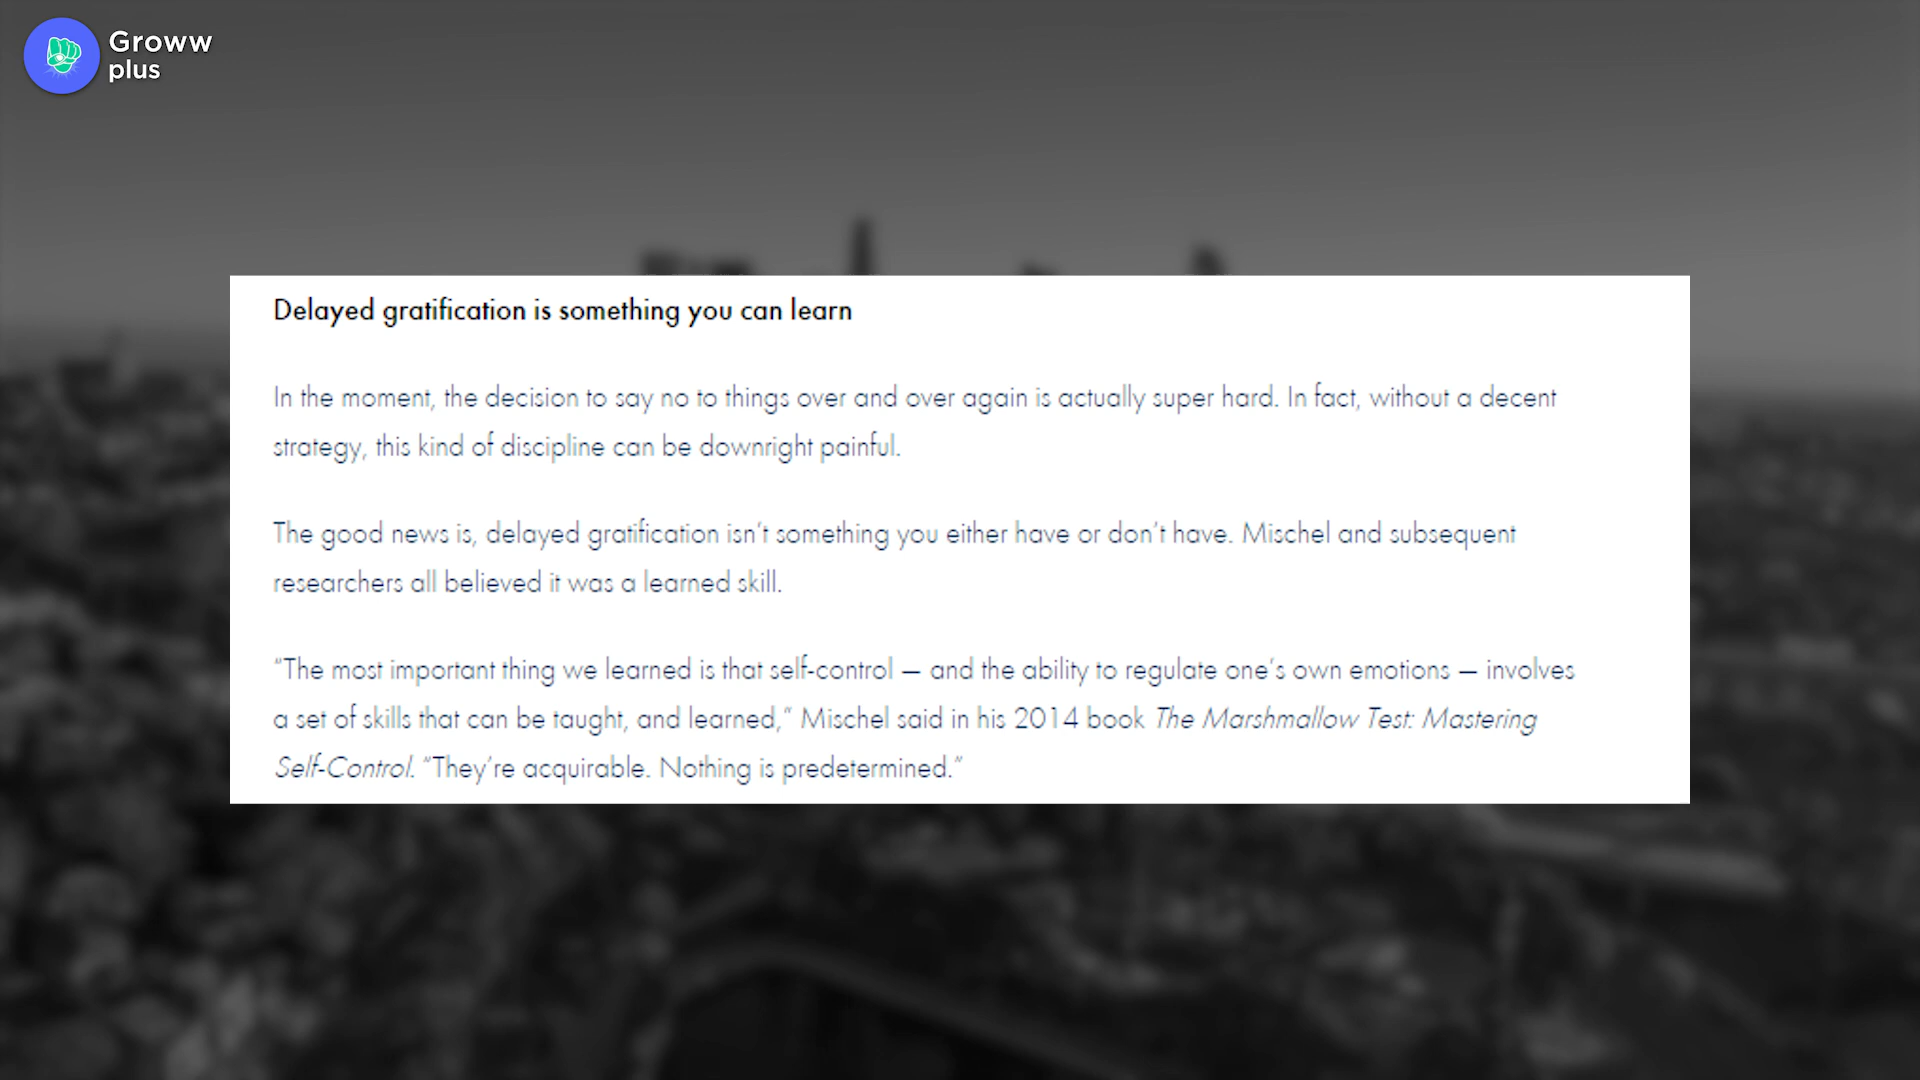 Groww
plus
Delayed gratification is something you can learn
In the moment, the decision to say no to things over and over again is actually super hard. In fact, without a decent
strategy, this kind of discipline can be downright painful.
The good news is, delayed gratification isn’t something you either have or don’t have. Mischel and subsequent
researchers all believed it was a learned skill.
“The most important thing we learned is that self-control — and the ability to regulate one’s own emotions — involves
a set of skills that can be taught, and learned,” Mischel said in his 2014 book The Marshmallow Test: Mastering
Self-Control. “They’re acquirable. Nothing is predetermined.”